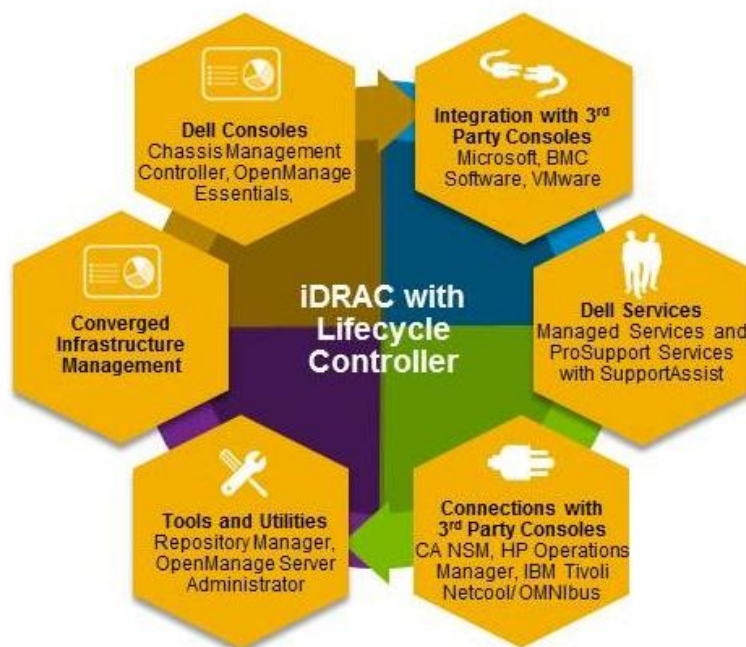 Dell Consoles
Chassis Management
Controller, OpenManage
Essentials,
Integration with 3rd
Party Consoles
Microsoft, BMC
Software, VMware
Converged
Infrastructure
Management
iDRAC with
Lifecycle
Controller
Dell Services
Managed Services and
ProSupport Services
with SupportAssist
Tools and Utilities
Repository Manager,
OpenManage Server
Administrator
Connections with
3rd Party Consoles
CA NSM, HP Operations
Manager, IBM Tivoli
Netcool/ OMNIbus